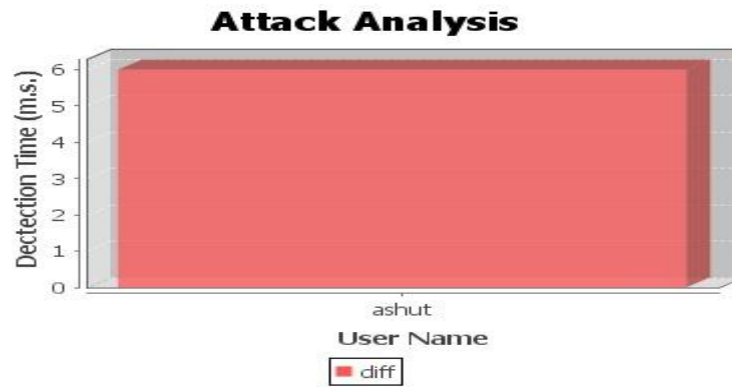 Attack Analysis
Dectection Time (m.s.)
6
5
4
3
2
1
0
ashut
User Name
diff